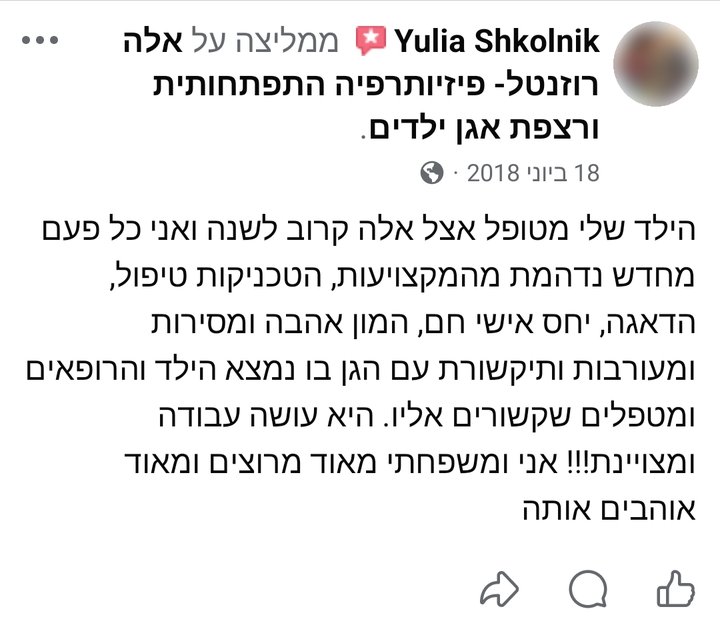 Yulia Shkolnik ממליצה על אלה
רוזנטל- פיזיותרפיה התפתחותית
ורצפת אגן ילדים.
18 ביוני 2018 ·
הילד שלי מטופל אצל אלה קרוב לשנה ואני כל פעם
מחדש נדהמת מהמקצויעות, הטכניקות טיפול,
הדאגה, יחס אישי חם, המון אהבה ומסירות
ומעורבות ותיקשורת עם הגן בו נמצא הילד והרופאים
ומטפלים שקשורים אליו. היא עושה עבודה
ומצויינת!!! אני ומשפחתי מאוד מרוצים ומאוד
אוהבים אותה